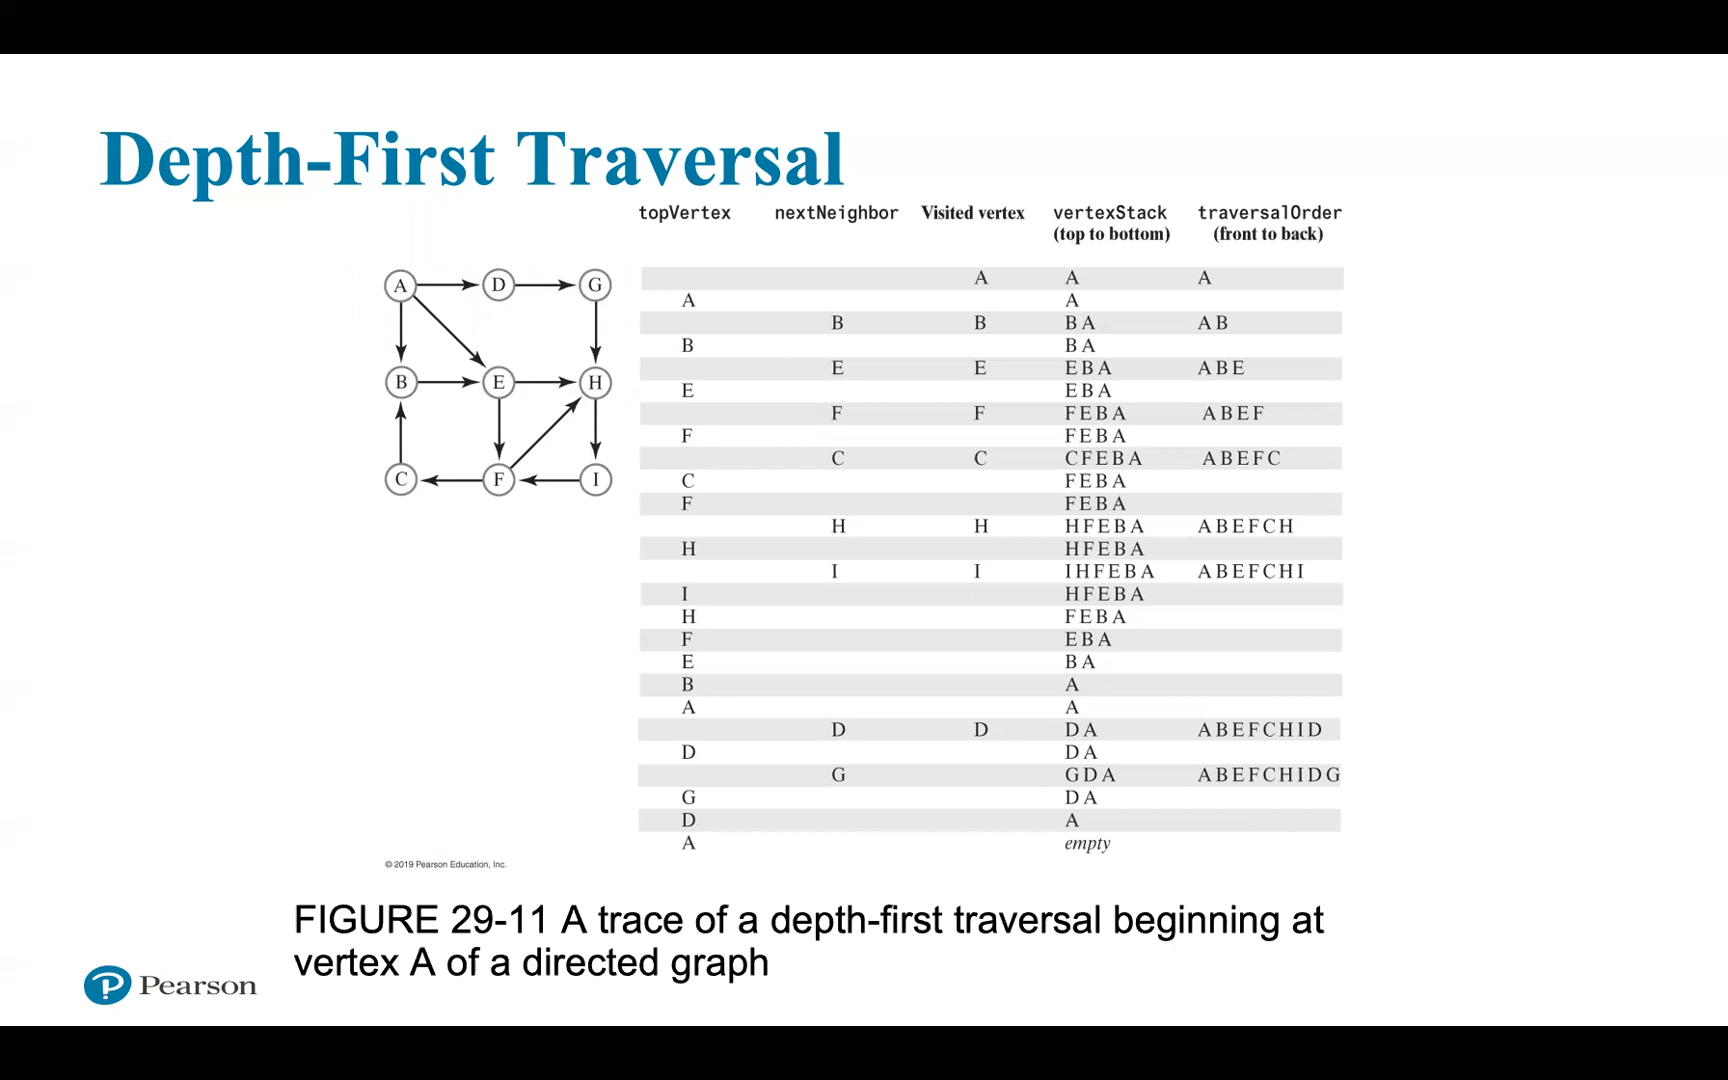 Depth-First Traversal
topVertex nextNeighbor Visited vertex vertexStack traversalOrder
(top to bottom) (front to back)
A D G
B E H
C F I
A A A
A A
B B B A A B
B B A
E E E B A A B E
E E B A
F F F E B A A B E F
F F E B A
C C C F E B A A B E F C
C F E B A
F F E B A
H H H F E B A A B E F C H
H H F E B A
I I I H F E B A A B E F C H I
I H F E B A
H F E B A
F E B A
E B A
B A
A A
D D D A A B E F C H I D
D D A
G G D A A B E F C H I D G
G D A
D A
A empty
© 2019 Pearson Education, Inc.
FIGURE 29-11 A trace of a depth-first traversal beginning at
vertex A of a directed graph
P Pearson